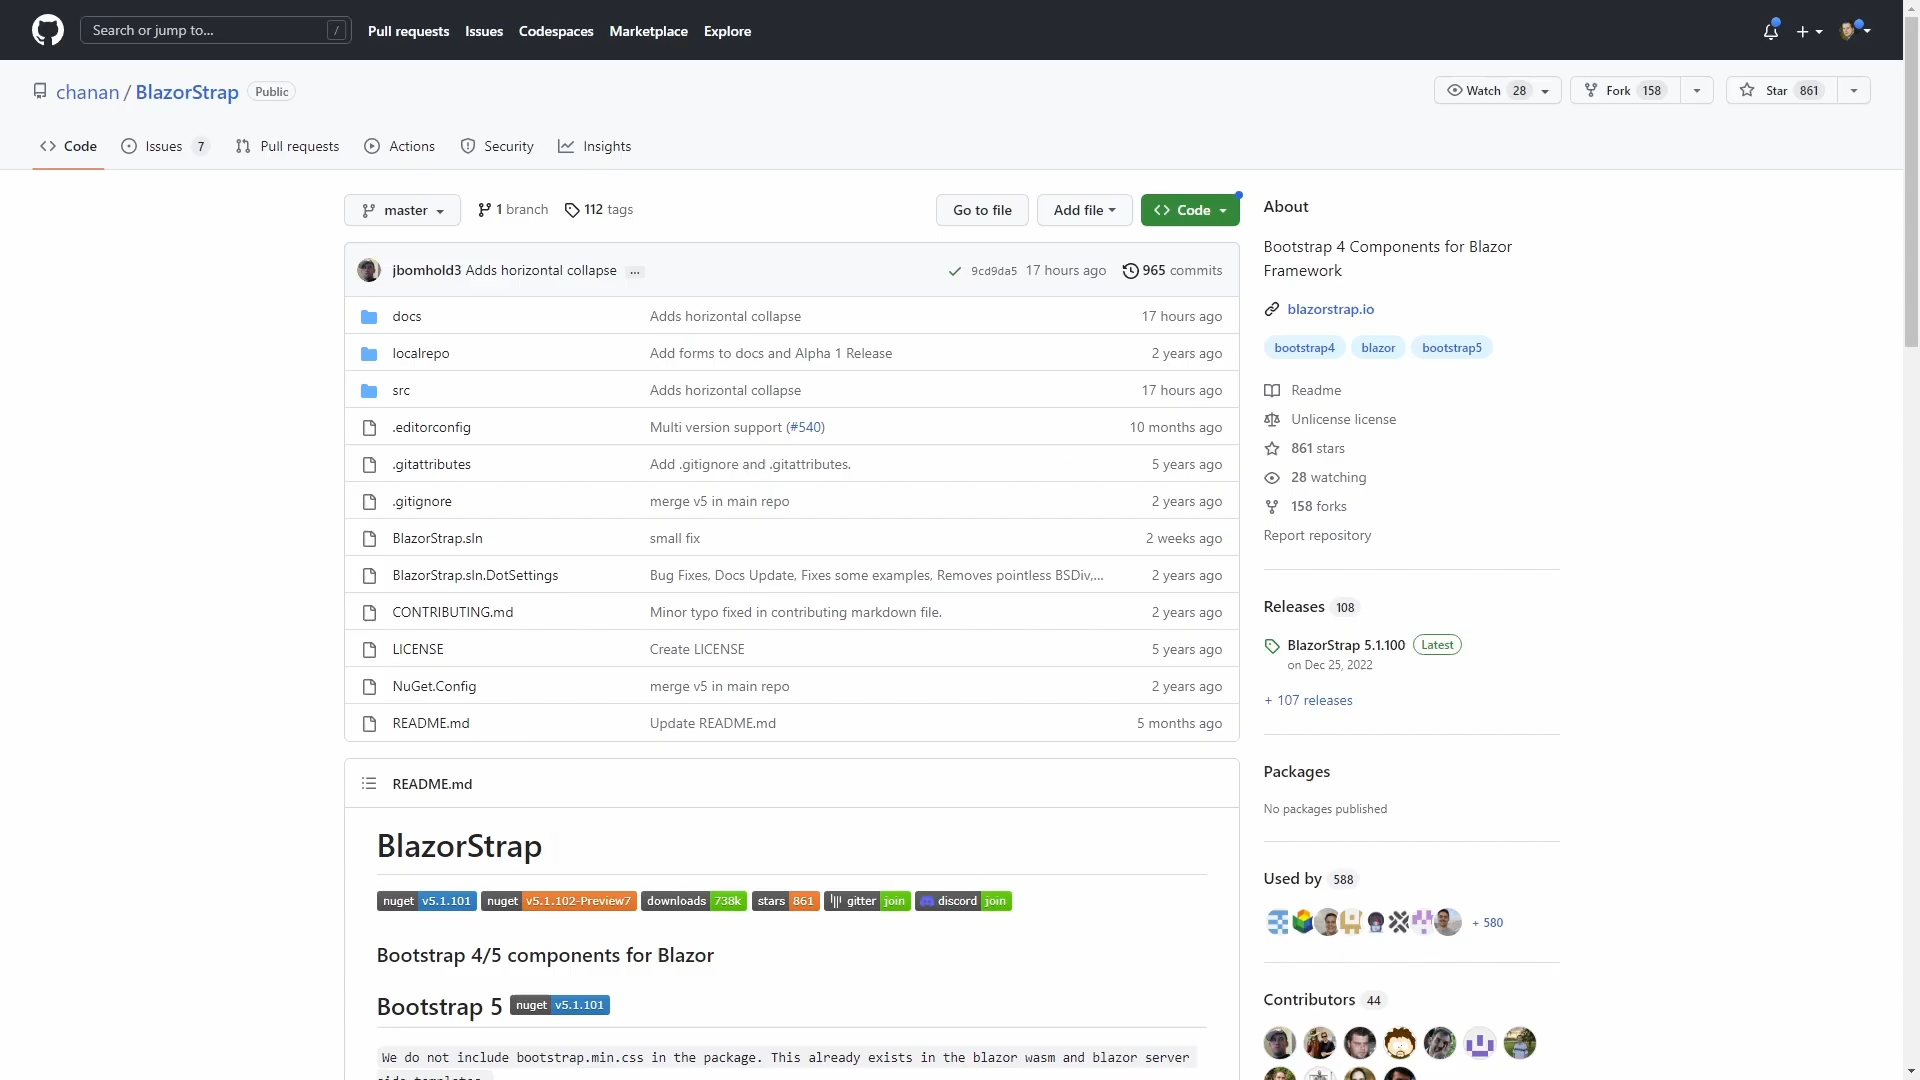 Search or jump to... /
Pull requests Issues Codespaces Marketplace Explore
chanan / BlazorStrap Public
Watch 28 Fork 158 Star 861
Code Issues 7 Pull requests Actions Security Insights
master 1 branch 112 tags Go to file Add file Code
jbomhold3 Adds horizontal collapse ... 9cd9da5 17 hours ago 965 commits
docs Adds horizontal collapse 17 hours ago
localrepo Add forms to docs and Alpha 1 Release 2 years ago
src Adds horizontal collapse 17 hours ago
.editorconfig Multi version support (#540) 10 months ago
.gitattributes Add .gitignore and .gitattributes. 5 years ago
.gitignore merge v5 in main repo 2 years ago
BlazorStrap.sln small fix 2 weeks ago
BlazorStrap.sln.DotSettings Bug Fixes, Docs Update, Fixes some examples, Removes pointless BSDiv,... 2 years ago
CONTRIBUTING.md Minor typo fixed in contributing markdown file. 2 years ago
LICENSE Create LICENSE 5 years ago
NuGet.Config merge v5 in main repo 2 years ago
README.md Update README.md 5 months ago
README.md
BlazorStrap
nuget v5.1.101 nuget v5.1.102-Preview7 downloads 738k stars 861 gitter join discord join
Bootstrap 4/5 components for Blazor
Bootstrap 5 nuget v5.1.101
We do not include bootstrap.min.css in the package. This already exists in the blazor wasm and blazor server
About
Bootstrap 4 Components for Blazor
Framework
blazorstrap.io
bootstrap4 blazor bootstrap5
Readme
Unlicense license
861 stars
28 watching
158 forks
Report repository
Releases 108
BlazorStrap 5.1.100 Latest
on Dec 25, 2022
+ 107 releases
Packages
No packages published
Used by 588
+ 580
Contributors 44